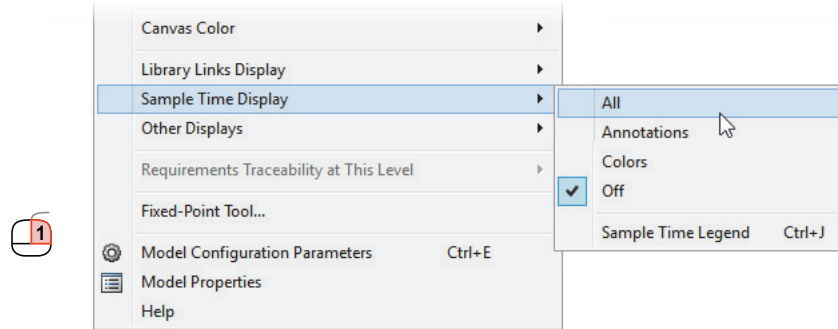 Canvas Color
Library Links Display
Sample Time Display
Other Displays
Requirements Traceability at This Level
Fixed-Point Tool...
Model Configuration Parameters Ctrl+E
Model Properties
Help
All
Annotations
Colors
Off
Sample Time Legend Ctrl+J
1